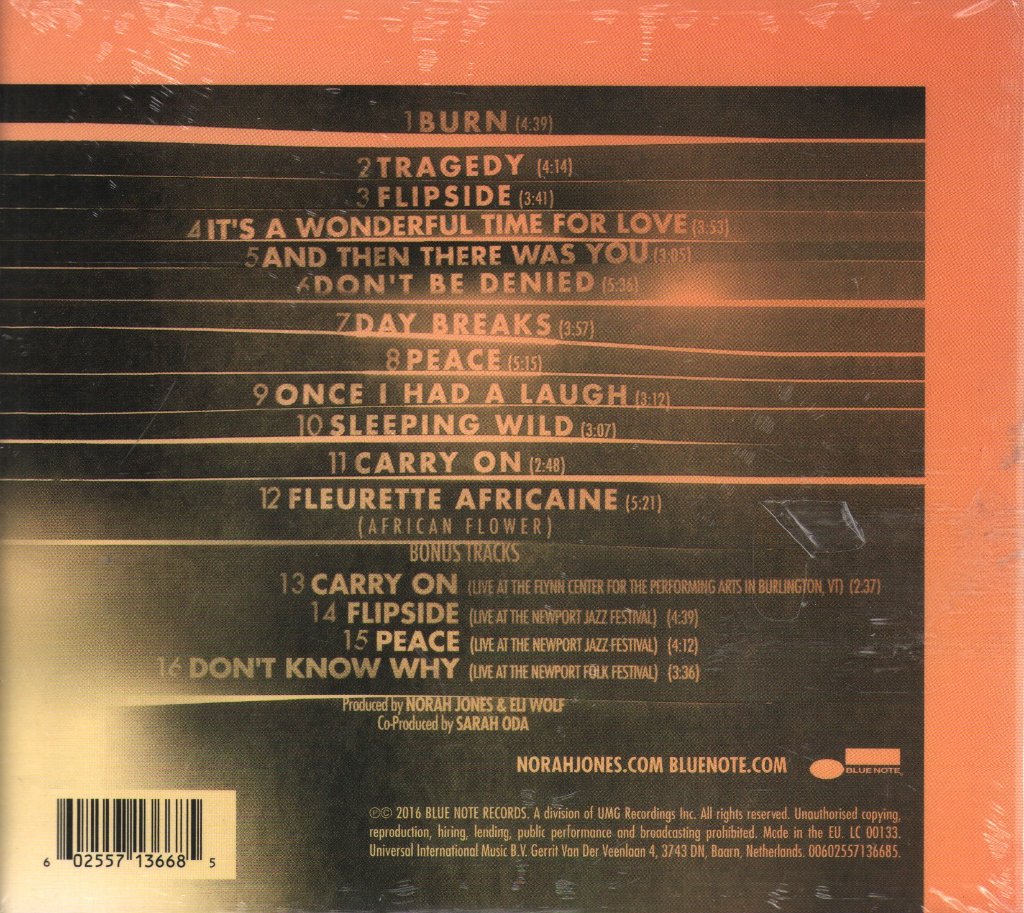 1 BURN (4:39)
2 TRAGEDY (4:14)
3 FLIPSIDE (3:41)
4 IT'S A WONDERFUL TIME FOR LOVE (3:53)
5 AND THEN THERE WAS YOU (3:05)
6 DON'T BE DENIED (5:36)
7 DAY BREAKS (3:57)
8 PEACE (5:15)
9 ONCE I HAD A LAUGH (3:12)
10 SLEEPING WILD (3:07)
11 CARRY ON (2:48)
12 FLEURETTE AFRICAINE (5:21)
(AFRICAN FLOWER)
BONUS TRACKS
13 CARRY ON (LIVE AT THE FLYNN CENTER FOR THE PERFORMING ARTS IN BURLINGTON, VT) (2:37)
14 FLIPSIDE (LIVE AT THE NEWPORT JAZZ FESTIVAL) (4:39)
15 PEACE (LIVE AT THE NEWPORT JAZZ FESTIVAL) (4:12)
16 DON'T KNOW WHY (LIVE AT THE NEWPORT FOLK FESTIVAL) (3:36)
Produced by NORAH JONES & ELI WOLF
Co-Produced by SARAH ODA
NORAHJONES.COM BLUENOTE.COM
BLUE NOTE
℗© 2016 BLUE NOTE RECORDS. A division of UMG Recordings Inc. All rights reserved. Unauthorised copying,
reproduction, hiring, lending, public performance and broadcasting prohibited. Made in the EU. LC 00133.
Universal International Music B.V. Gerrit Van Der Veenlaan 4, 3743 DN, Baarn, Netherlands. 00602557136685.
6 02557 13668 5